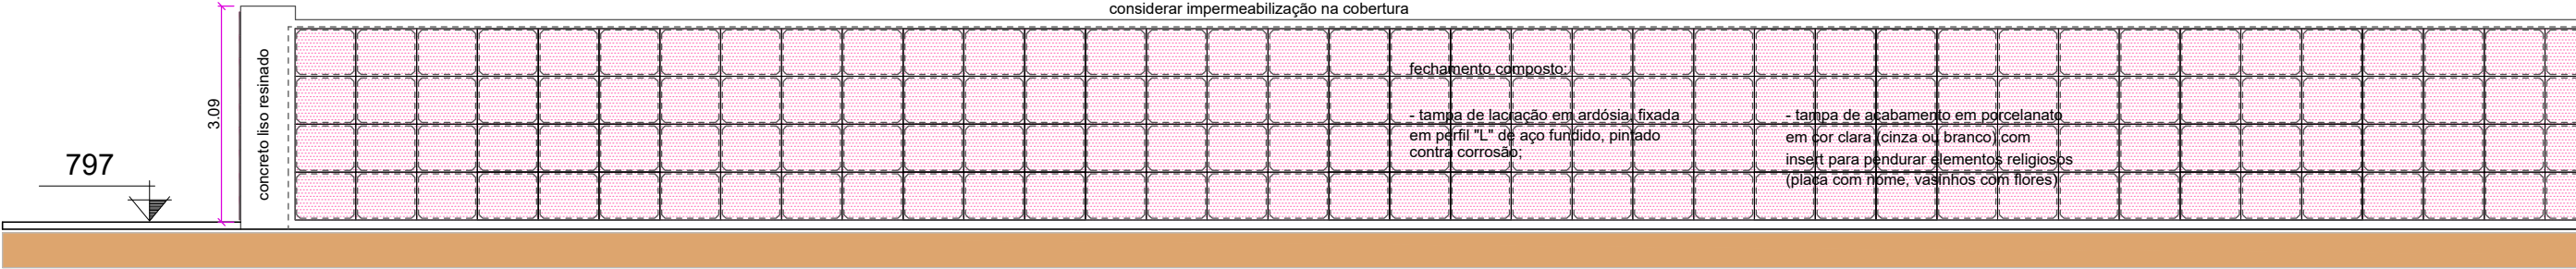 considerar impermeabilização na cobertura
797
3.09
concreto liso resinado
fechamento composto:
- tampa de lacração em ardósia, fixada
em perfil "L" de aço fundido, pintado
contra corrosão;
- tampa de acabamento em porcelanato
em cor clara (cinza ou branco) com
insert para pendurar elementos religiosos
(placa com nome, vasinhos com flores)